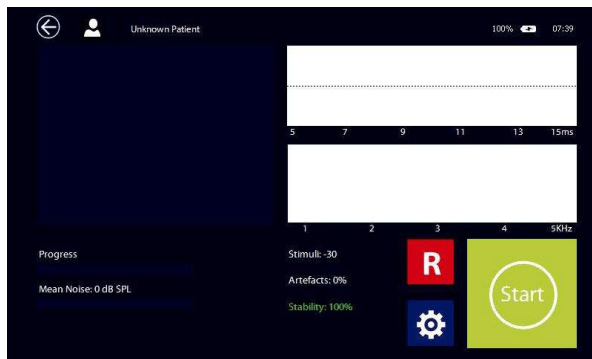 Unknown Patient
100%
07:39
5 7 9 11 13 15ms
1 2 3 4 5KHz
Progress
Mean Noise: 0 dB SPL
Stimuli: -30
Artefacts: 0%
Stability: 100%
R
Start